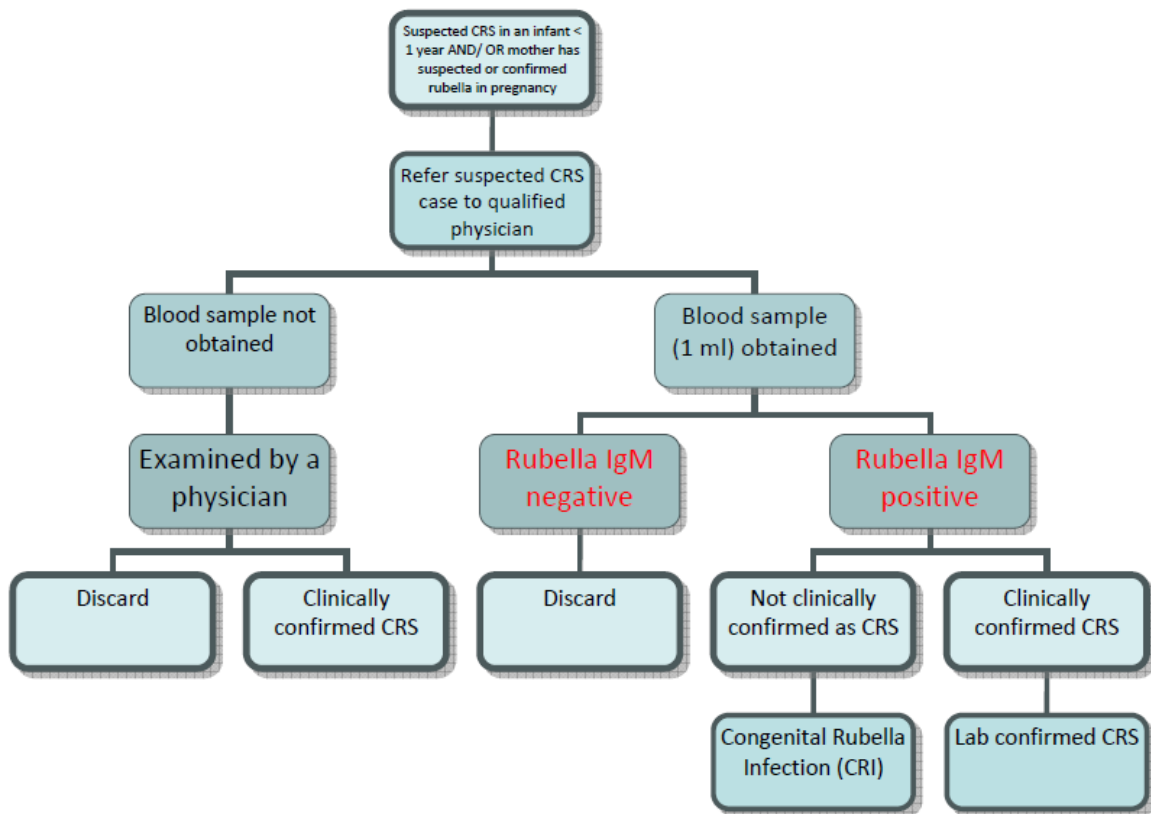 Suspected CRS in an infant <
1 year AND/ OR mother has
suspected or confirmed
rubella in pregnancy
Refer suspected CRS
case to qualified
physician
Blood sample not
obtained
Blood sample
(1 ml) obtained
Examined by a
physician
Rubella IgM
negative
Rubella IgM
positive
Discard
Clinically
confirmed CRS
Discard
Not clinically
confirmed as CRS
Clinically
confirmed CRS
Congenital Rubella
Infection (CRI)
Lab confirmed CRS